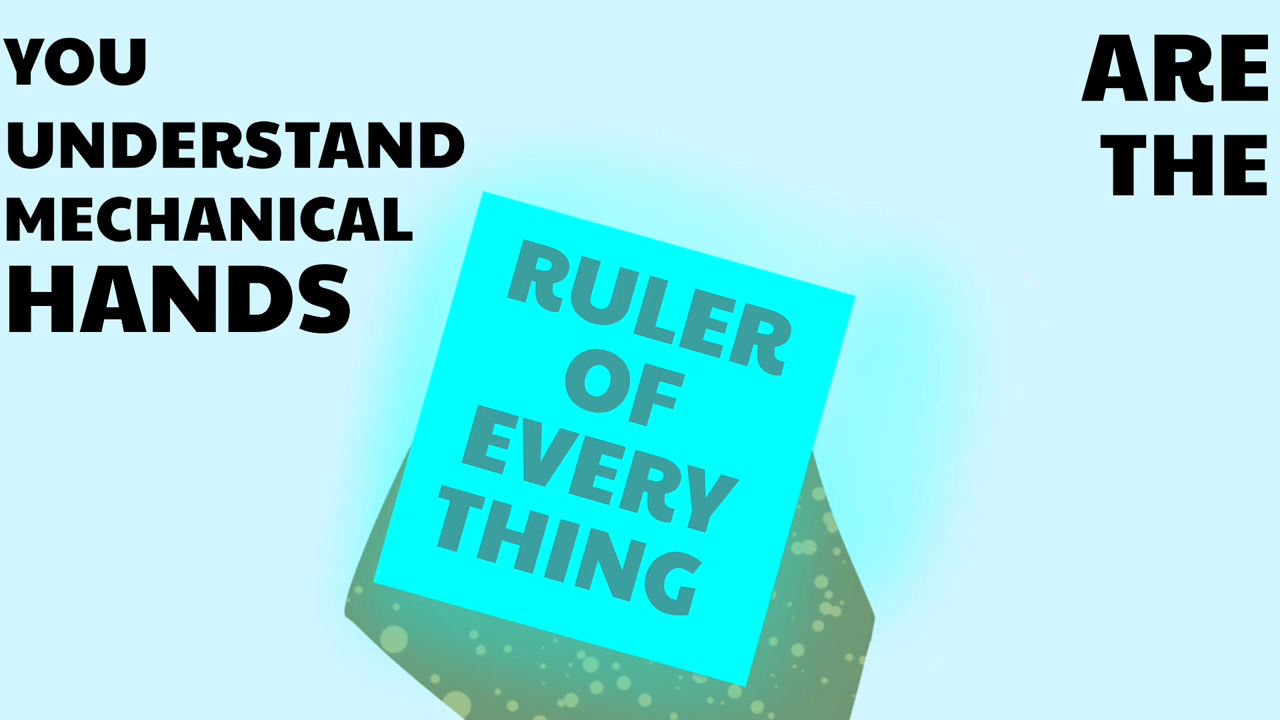 YOU
UNDERSTAND
MECHANICAL
HANDS
ARE
THE
RULER
OF
EVERY
THING